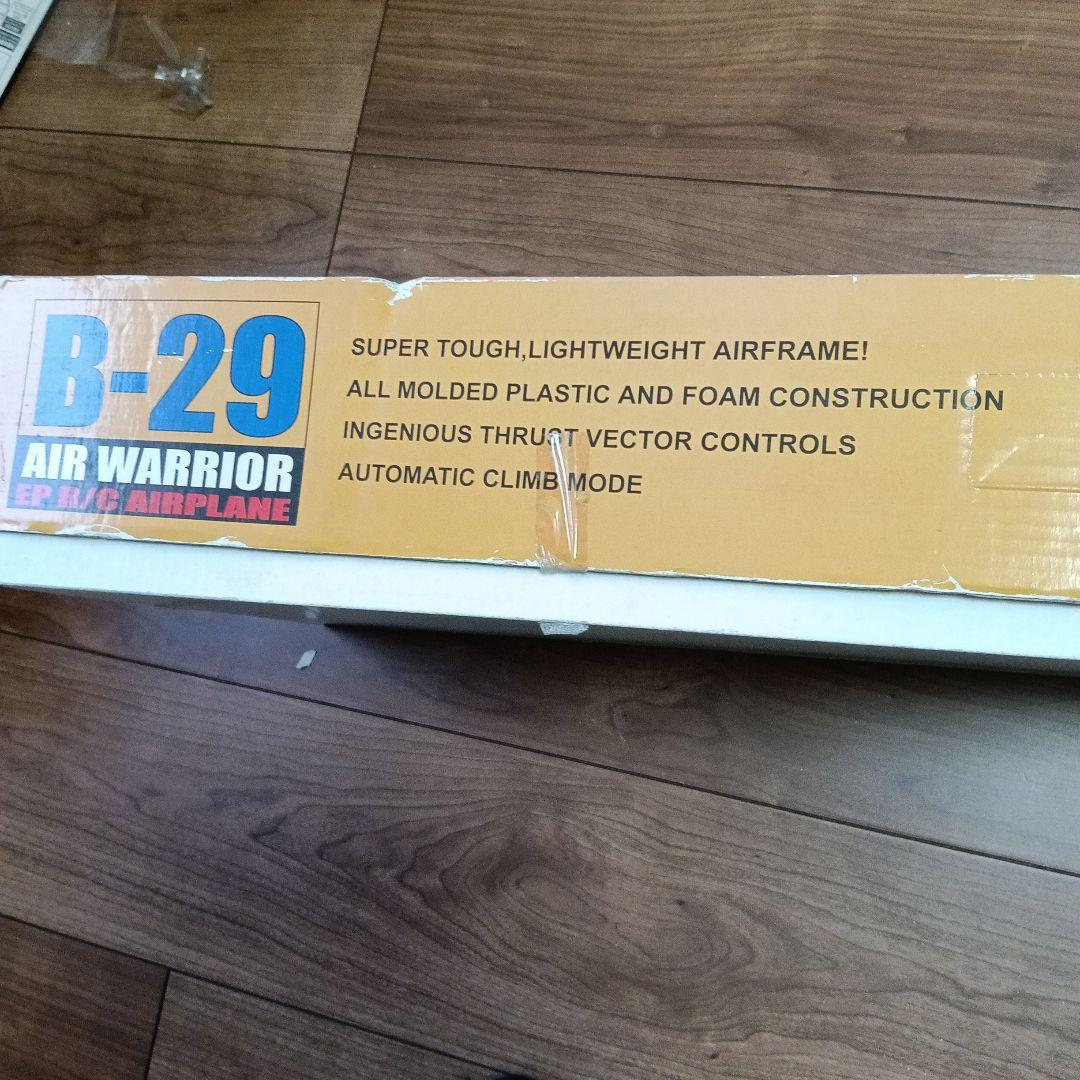 B-29
AIR WARRIOR
EP R/C AIRPLANE
SUPER TOUGH,LIGHTWEIGHT AIRFRAME!
ALL MOLDED PLASTIC AND FOAM CONSTRUCTION
INGENIOUS THRUST VECTOR CONTROLS
AUTOMATIC CLIMB MODE